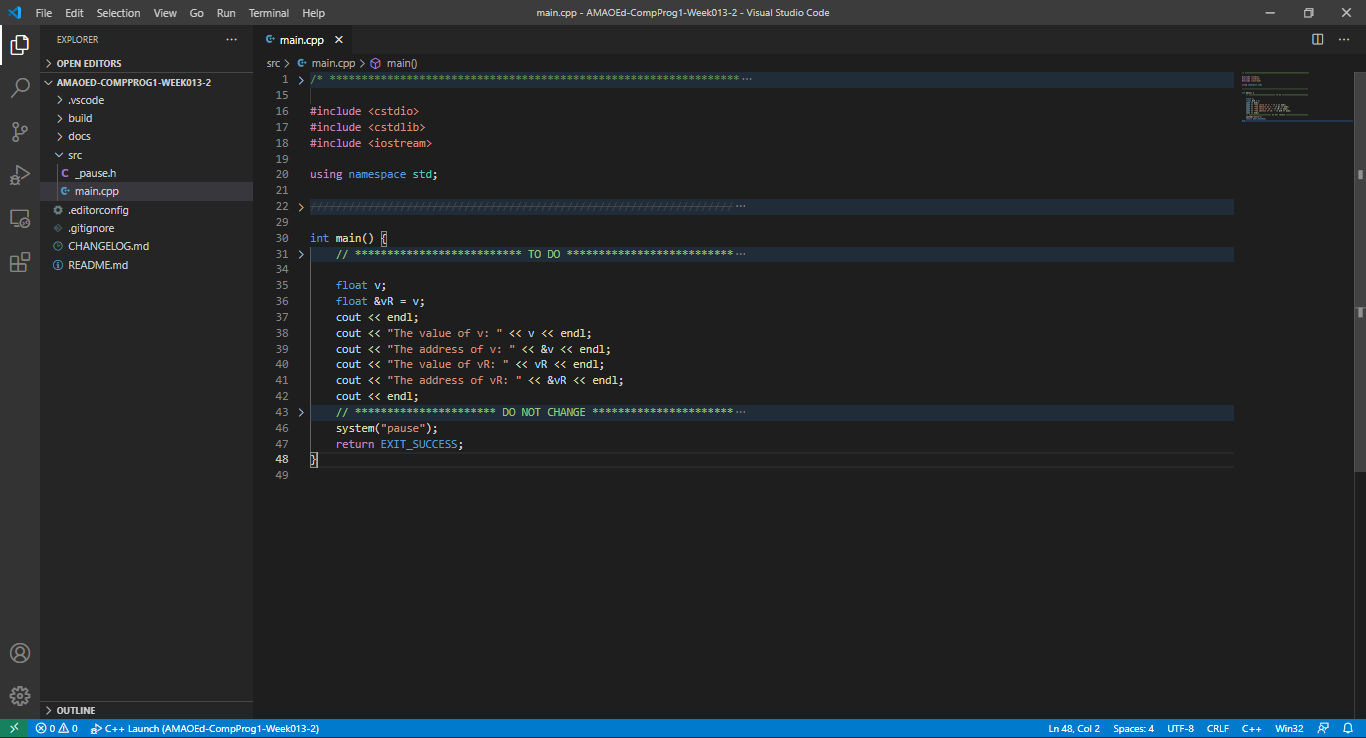 File Edit Selection View Go Run Terminal Help
main.cpp - AMAOEd-CompProg1-Week013-2 - Visual Studio Code
EXPLORER ···
OPEN EDITORS
AMAOED-COMPPROG1-WEEK013-2
.vscode
build
docs
src
C _pause.h
main.cpp
.editorconfig
.gitignore
CHANGELOG.md
README.md
OUTLINE
main.cpp
src > main.cpp > main()
1 /* ****************************************************************···
15
16 #include <cstdio>
17 #include <cstdlib>
18 #include <iostream>
19
20 using namespace std;
21
22 //////////////////////////////////////////////////////////////////···
29
30 int main() {
31 // ************************** TO DO **************************···
34
35 float v;
36 float &vR = v;
37 cout << endl;
38 cout << "The value of v: " << v << endl;
39 cout << "The address of v: " << &v << endl;
40 cout << "The value of vR: " << vR << endl;
41 cout << "The address of vR: " << &vR << endl;
42 cout << endl;
43 // ********************** DO NOT CHANGE **********************···
46 system("pause");
47 return EXIT_SUCCESS;
48 }
49
0 0 C++ Launch (AMAOEd-CompProg1-Week013-2) Ln 48, Col 2 Spaces: 4 UTF-8 CRLF C++ Win32